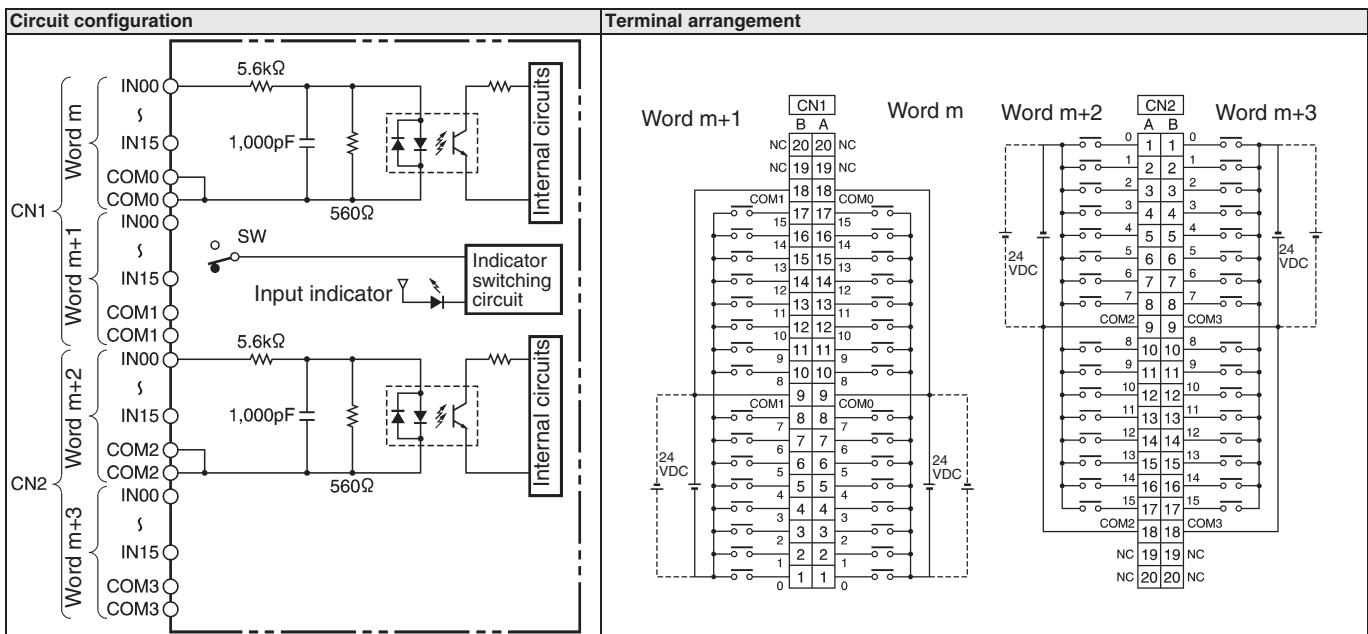 Circuit configuration
Terminal arrangement
CN1
Word m
IN00
IN15
COM0
COM0
Word m+1
IN00
IN15
COM1
COM1
CN2
Word m+2
IN00
IN15
COM2
COM2
Word m+3
IN00
IN15
COM3
COM3
5.6kΩ
1,000pF
560Ω
Internal circuits
SW
Input indicator
Indicator
switching
circuit
5.6kΩ
1,000pF
560Ω
Internal circuits
Word m+1
CN1
Word m
B A
NC 20 20 NC
NC 19 19 NC
18 18
COM1 COM0
17 17
15 15
16 16
14 14
15 15
13 13
14 14
12 12
13 13
11 11
12 12
10 10
11 11
9 9
10 10
8 8
9 9
COM1 COM0
8 8
7 7
7 7
6 6
6 6
5 5
5 5
4 4
4 4
3 3
3 3
2 2
2 2
1 1
1 1
0 0
24
VDC
24
VDC
Word m+2
CN2
Word m+3
A B
0 1 1 0
1 2 2 1
2 3 3 2
3 4 4 3
4 5 5 4
5 6 6 5
6 7 7 6
7 8 8 7
COM2 9 9 COM3
8 10 10 8
9 11 11 9
10 12 12 10
11 13 13 11
12 14 14 12
13 15 15 13
14 16 16 14
15 17 17 15
COM2 18 18 COM3
NC 19 19 NC
NC 20 20 NC
24
VDC
24
VDC